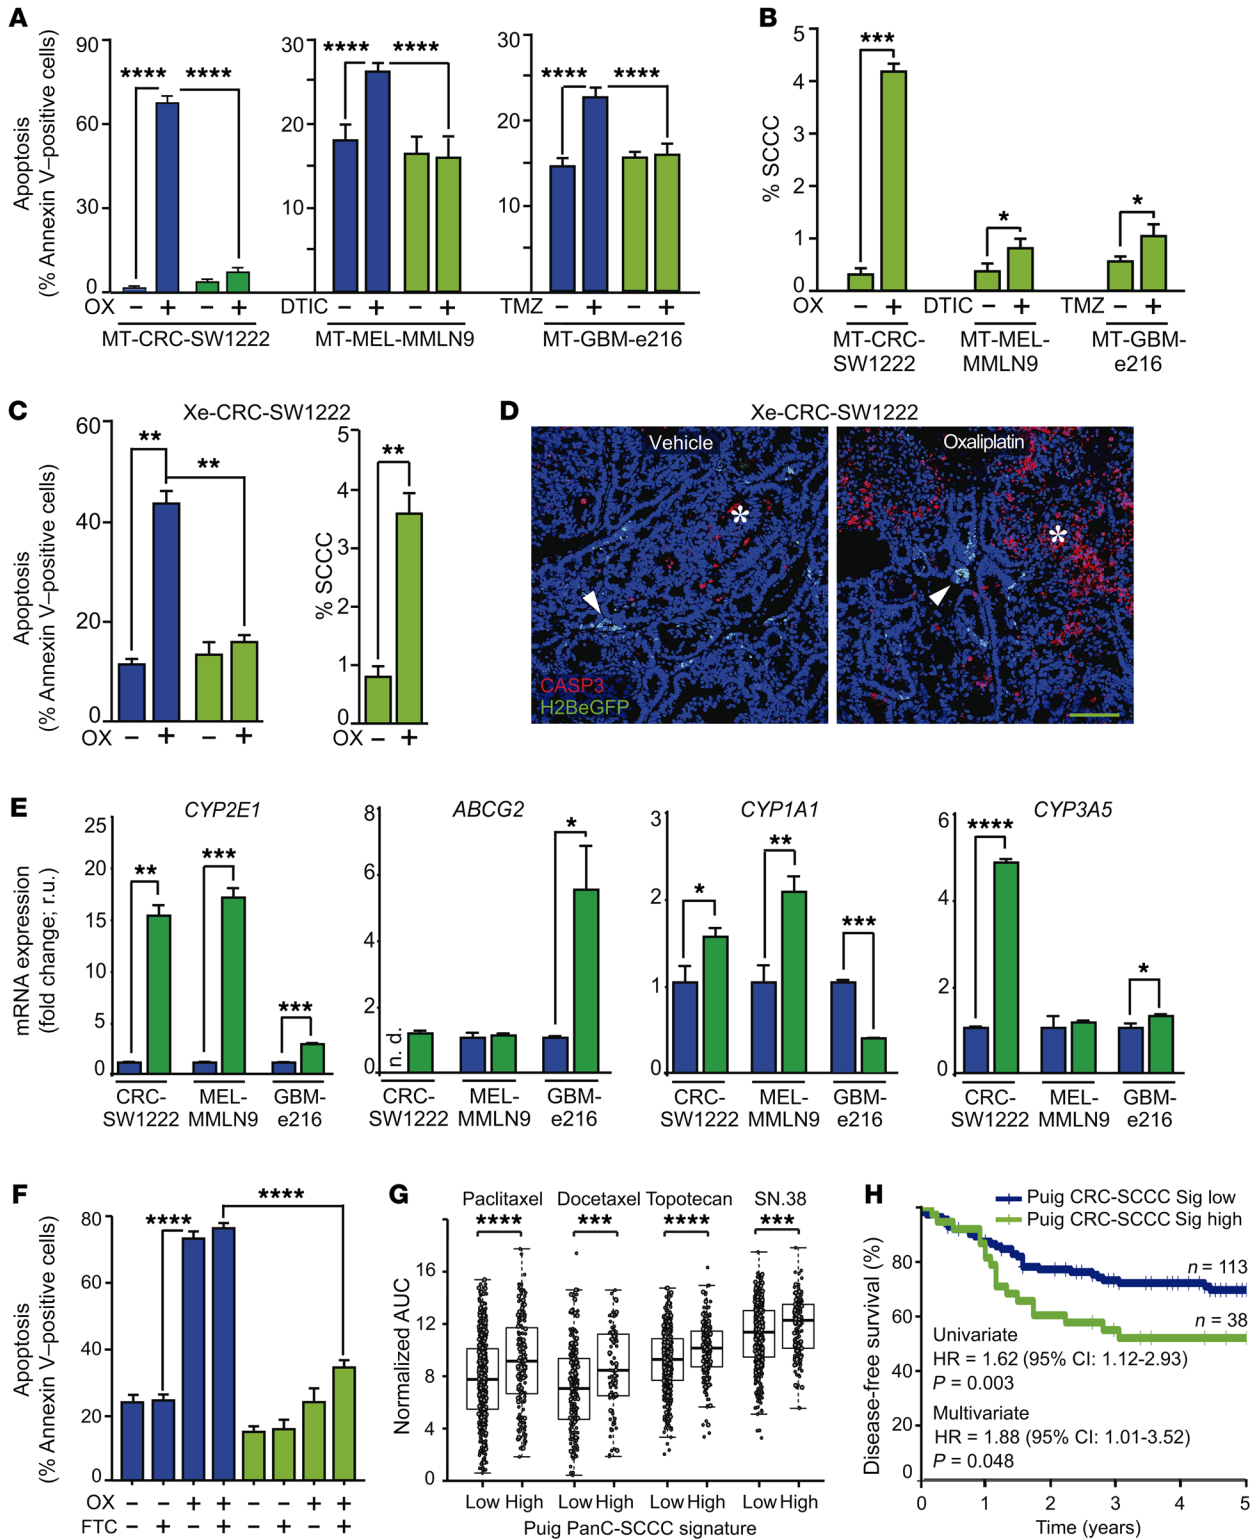 A
Apoptosis
(% Annexin V–positive cells)
90
60
30
0
**** ****
OX − + − +
MT-CRC-SW1222
30
20
10
**** ****
DTIC − + − +
MT-MEL-MMLN9
30
20
10
**** ****
TMZ − + − +
MT-GBM-e216
B
% SCCC
5
4
3
2
1
0
***
*
*
OX − +
DTIC − +
TMZ − +
MT-CRC-
SW1222
MT-MEL-
MMLN9
MT-GBM-
e216
C
Xe-CRC-SW1222
Apoptosis
(% Annexin V–positive cells)
60
40
20
0
**
**
OX − + − +
% SCCC
5
4
3
2
1
0
**
OX − +
D
Xe-CRC-SW1222
Vehicle
*
CASP3
H2BeGFP
Oxaliplatin
*
E
mRNA expression
(fold change; r.u.)
CYP2E1
25
20
15
10
5
0
**
***
***
CRC-
SW1222
MEL-
MMLN9
GBM-
e216
ABCG2
8
6
4
2
0
n. d.
*
CRC-
SW1222
MEL-
MMLN9
GBM-
e216
CYP1A1
3
2
1
0
*
**
***
CRC-
SW1222
MEL-
MMLN9
GBM-
e216
CYP3A5
6
4
2
0
****
*
CRC-
SW1222
MEL-
MMLN9
GBM-
e216
F
Apoptosis
(% Annexin V–positive cells)
80
60
40
20
0
****
****
OX − − + + − − + +
FTC − + − + − + − +
G
Normalized AUC
16
12
8
4
0
Paclitaxel Docetaxel Topotecan SN.38
**** *** **** ***
Low High Low High Low High Low High
Puig PanC-SCCC signature
H
Puig CRC-SCCC Sig low
Puig CRC-SCCC Sig high
Disease-free survival (%)
80
60
40
20
0
n = 113
n = 38
Univariate
HR = 1.62 (95% CI: 1.12-2.93)
P = 0.003
Multivariate
HR = 1.88 (95% CI: 1.01-3.52)
P = 0.048
0 1 2 3 4 5
Time (years)